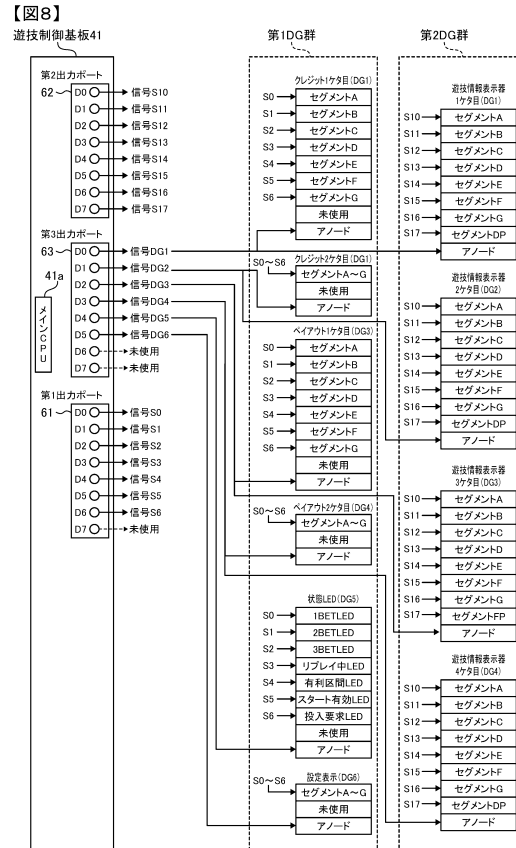 【図8】
遊技制御基板41
第2出力ポート
62
D0 信号S10
D1 信号S11
D2 信号S12
D3 信号S13
D4 信号S14
D5 信号S15
D6 信号S16
D7 信号S17
第3出力ポート
63
41a
メインCPU
D0 信号DG1
D1 信号DG2
D2 信号DG3
D3 信号DG4
D4 信号DG5
D5 信号DG6
D6 未使用
D7 未使用
第1出力ポート
61
D0 信号S0
D1 信号S1
D2 信号S2
D3 信号S3
D4 信号S4
D5 信号S5
D6 信号S6
D7 未使用
第1DG群
クレジット1ケタ目(DG1)
S0 セグメントA
S1 セグメントB
S2 セグメントC
S3 セグメントD
S4 セグメントE
S5 セグメントF
S6 セグメントG
未使用
アノード
クレジット2ケタ目(DG1)
S0~S6
セグメントA~G
未使用
アノード
ペイアウト1ケタ目(DG3)
S0 セグメントA
S1 セグメントB
S2 セグメントC
S3 セグメントD
S4 セグメントE
S5 セグメントF
S6 セグメントG
未使用
アノード
ペイアウト2ケタ目(DG4)
S0~S6
セグメントA~G
未使用
アノード
状態LED(DG5)
S0 1BETLED
S1 2BETLED
S2 3BETLED
S3 リプレイ中LED
S4 有利区間LED
S5 スタート有効LED
S6 投入要求LED
未使用
アノード
設定表示(DG6)
S0~S6
セグメントA~G
未使用
アノード
第2DG群
遊技情報表示器
1ケタ目(DG1)
S10 セグメントA
S11 セグメントB
S12 セグメントC
S13 セグメントD
S14 セグメントE
S15 セグメントF
S16 セグメントG
S17 セグメントDP
アノード
遊技情報表示器
2ケタ目(DG2)
S10 セグメントA
S11 セグメントB
S12 セグメントC
S13 セグメントD
S14 セグメントE
S15 セグメントF
S16 セグメントG
S17 セグメントDP
アノード
遊技情報表示器
3ケタ目(DG3)
S10 セグメントA
S11 セグメントB
S12 セグメントC
S13 セグメントD
S14 セグメントE
S15 セグメントF
S16 セグメントG
S17 セグメントFP
アノード
遊技情報表示器
4ケタ目(DG4)
S10 セグメントA
S11 セグメントB
S12 セグメントC
S13 セグメントD
S14 セグメントE
S15 セグメントF
S16 セグメントG
S17 セグメントDP
アノード